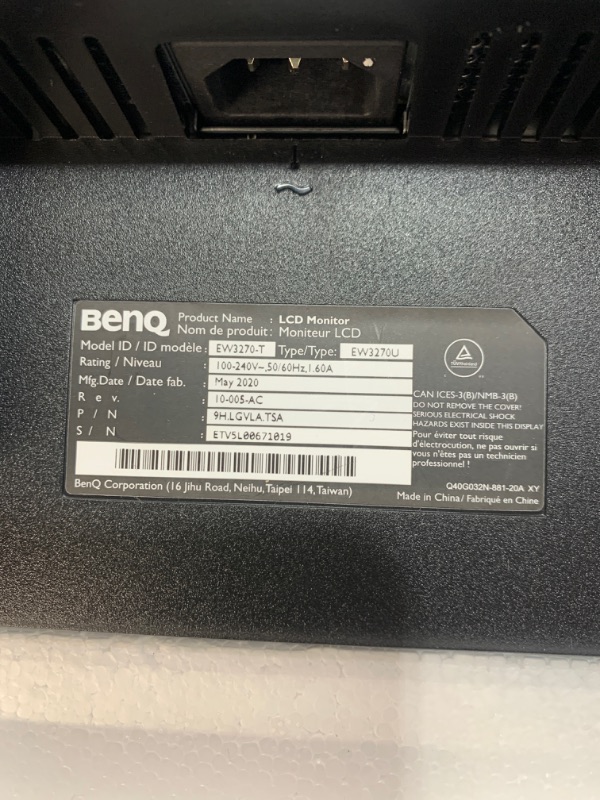 BenQ
Product Name : LCD Monitor
Nom de produit : Moniteur LCD
Model ID / ID modèle : EW3270-T Type/Type: EW3270U
Rating / Niveau : 100-240V~,50/60Hz,1.60A
Mfg.Date / Date fab. : May 2020
R e v. : 10-005-AC
P / N : 9H.LGVLA.TSA
S / N : ETV5L00671019
BenQ Corporation (16 Jihu Road, Neihu, Taipei 114, Taiwan)
CAN ICES-3(B)/NMB-3(B)
DO NOT REMOVE THE COVER!
SERIOUS ELECTRICAL SHOCK
HAZARDS EXIST INSIDE THIS DISPLAY
Pour éviter tout risque
d'électrocution, ne pas ouvrir si
vous n'êtes pas un technicien
professionnel !
Q40G032N-881-20A XY
Made in China/ Fabriqué en Chine